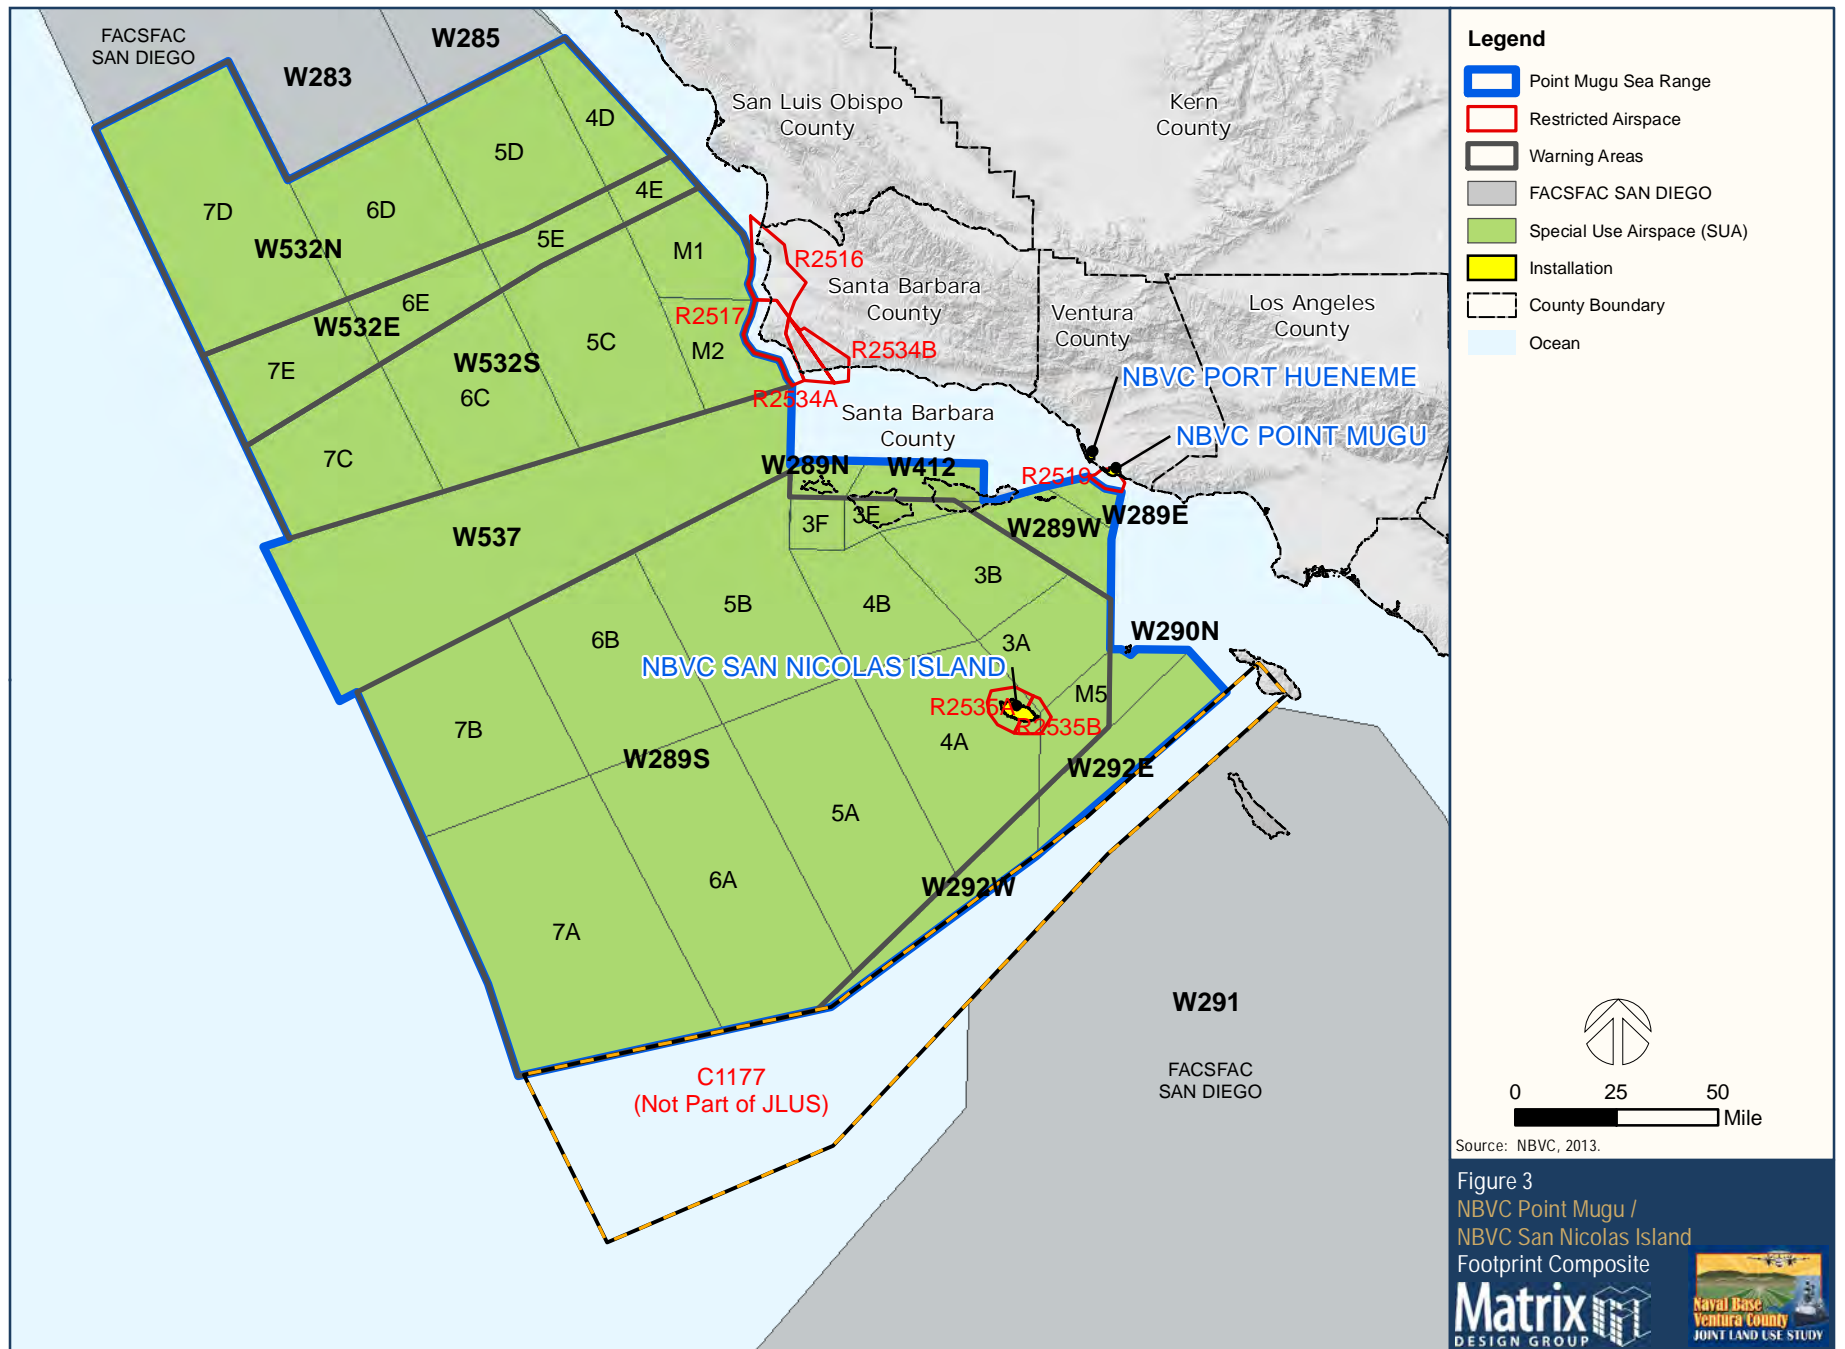 FACSFAC
SAN DIEGO
W285
W283
San Luis Obispo
County
Kern
County
4D
5D
4E
7D
6D
W532N
5E
M1
R2516
Santa Barbara
County
6E
W532E
R2517
Ventura
County
Los Angeles
County
5C
M2
R2534B
W532S
7E
6C
NBVC PORT HUENEME
R2534A
Santa Barbara
County
NBVC POINT MUGU
7C
W289N
W412
R2519
3F
3E
W289W
W289E
W537
3B
5B
4B
6B
3A
W290N
NBVC SAN NICOLAS ISLAND
M5
R2535A
R2535B
7B
4A
W289S
W292E
5A
6A
W292W
7A
W291
FACSFAC
SAN DIEGO
C1177
(Not Part of JLUS)
Legend
Point Mugu Sea Range
Restricted Airspace
Warning Areas
FACSFAC SAN DIEGO
Special Use Airspace (SUA)
Installation
County Boundary
Ocean
0 25 50
Mile
Source: NBVC, 2013.
Figure 3
NBVC Point Mugu /
NBVC San Nicolas Island
Footprint Composite
Matrix
DESIGN GROUP
Naval Base
Ventura County
JOINT LAND USE STUDY